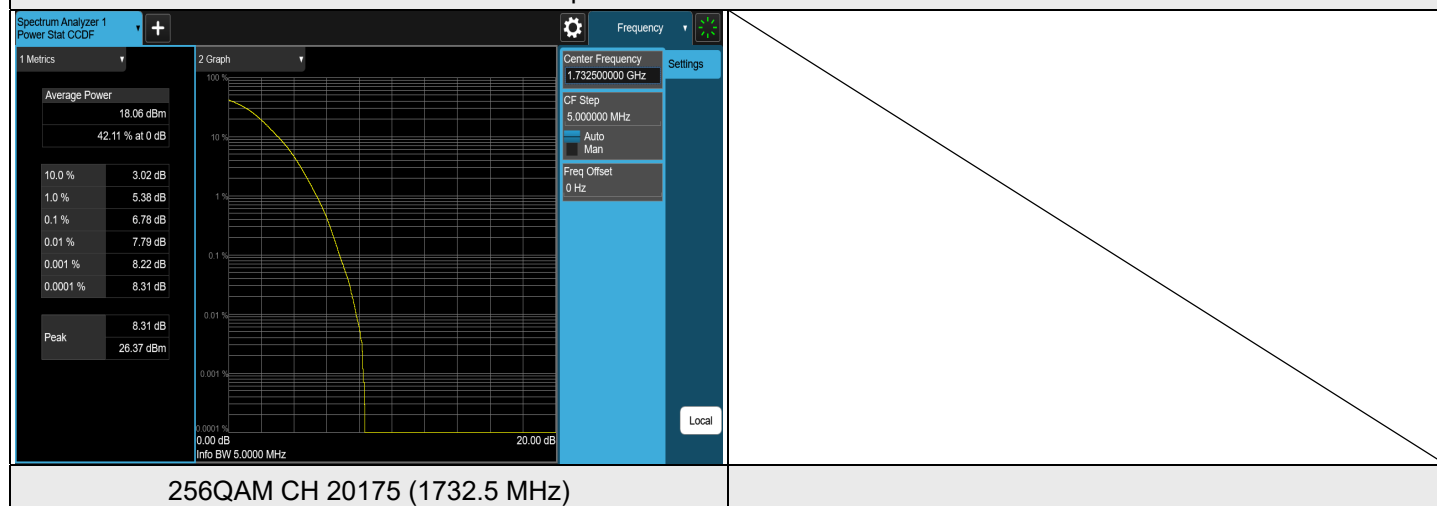 Spectrum Analyzer 1
Power Stat CCDF
+
Frequency
1 Metrics
2 Graph
Center Frequency
1.732500000 GHz
Settings
CF Step
5.000000 MHz
Auto
Man
Freq Offset
0 Hz
Average Power
18.06 dBm
42.11 % at 0 dB
10.0 % 3.02 dB
1.0 % 5.38 dB
0.1 % 6.78 dB
0.01 % 7.79 dB
0.001 % 8.22 dB
0.0001 % 8.31 dB
Peak
8.31 dB
26.37 dBm
100 %
10 %
1 %
0.1 %
0.01 %
0.001 %
0.0001 %
0.00 dB 20.00 dB
Info BW 5.0000 MHz
Local
256QAM CH 20175 (1732.5 MHz)